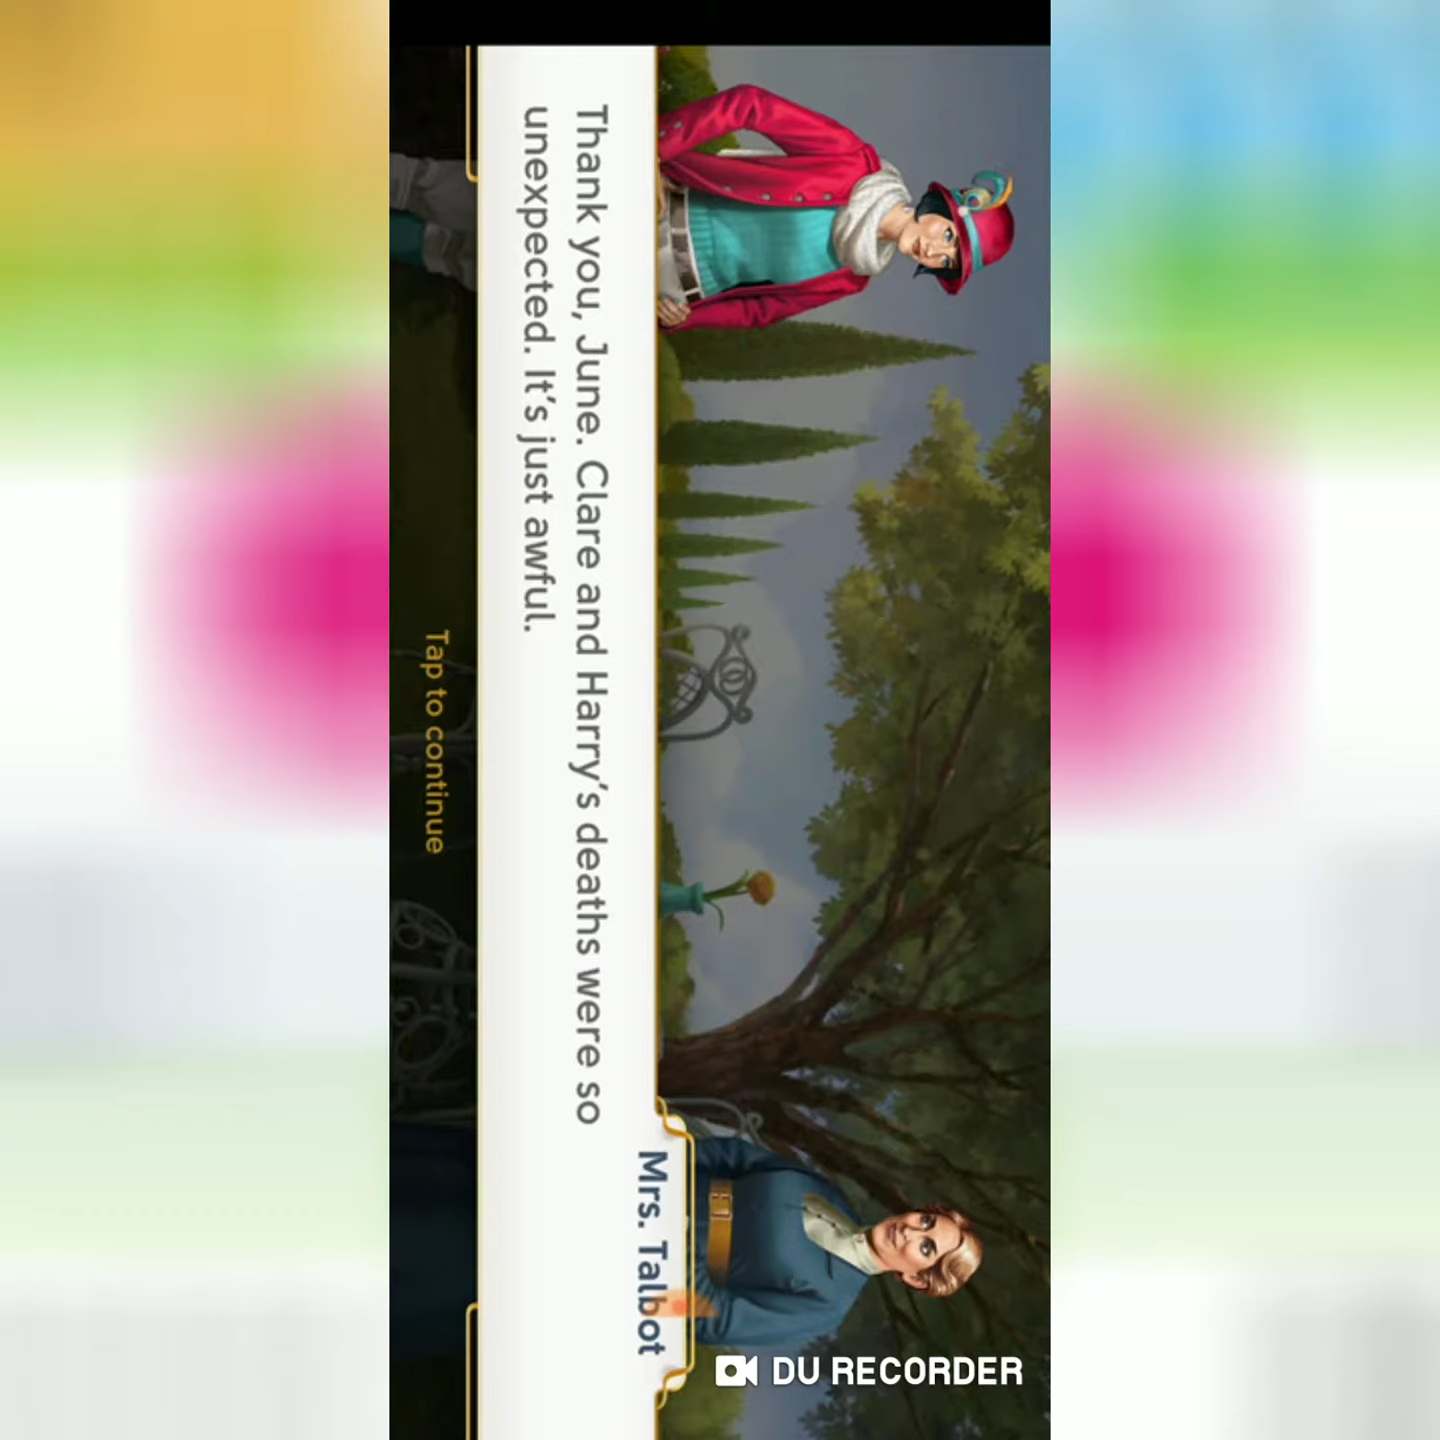 Mrs. Talbot
Thank you, June. Clare and Harry's deaths were so
unexpected. It's just awful.
Tap to continue
DU RECORDER